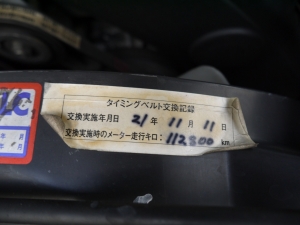 タイミングベルト交換記録
交換実施年月日 21 年 11 月 11 日
交換実施時のメーター走行キロ: 112800 km